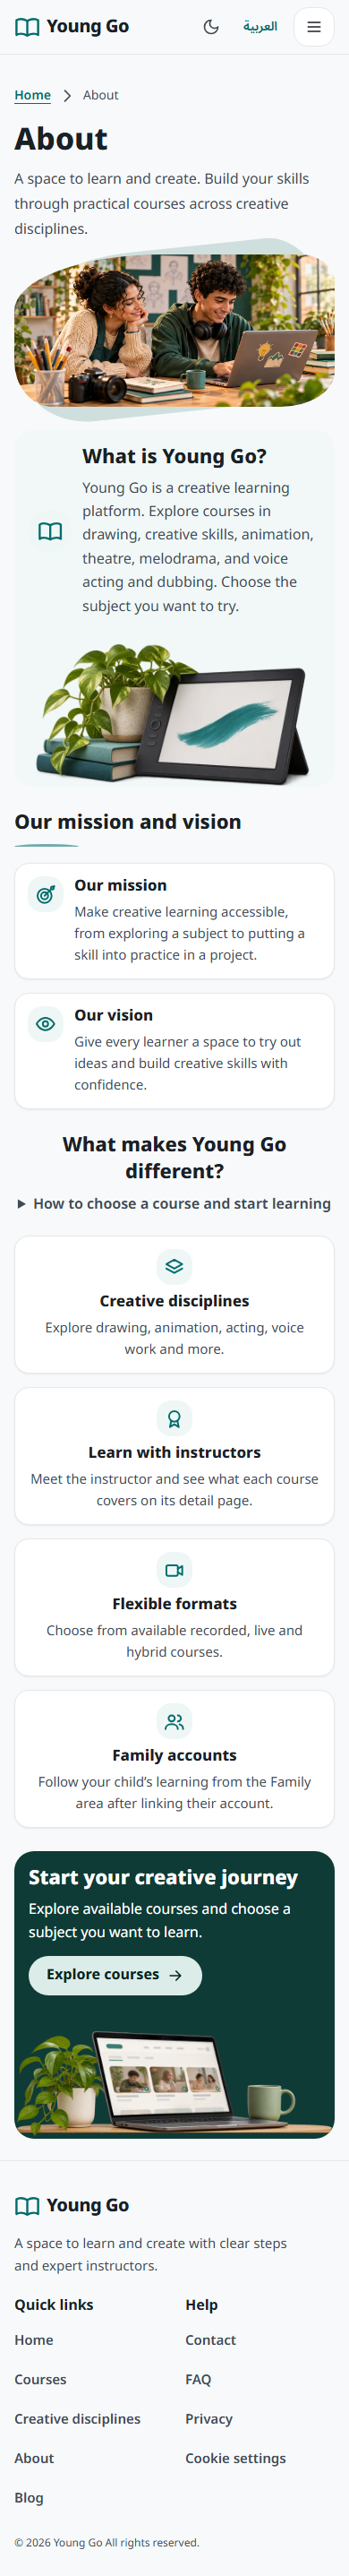 Young Go
العربية
Home
About
About
A space to learn and create. Build your skills
through practical courses across creative
disciplines.
What is Young Go?
Young Go is a creative learning
platform. Explore courses in
drawing, creative skills, animation,
theatre, melodrama, and voice
acting and dubbing. Choose the
subject you want to try.
Our mission and vision
Our mission
Make creative learning accessible,
from exploring a subject to putting a
skill into practice in a project.
Our vision
Give every learner a space to try out
ideas and build creative skills with
confidence.
What makes Young Go
different?
How to choose a course and start learning
Creative disciplines
Explore drawing, animation, acting, voice
work and more.
Learn with instructors
Meet the instructor and see what each course
covers on its detail page.
Flexible formats
Choose from available recorded, live and
hybrid courses.
Family accounts
Follow your child’s learning from the Family
area after linking their account.
Start your creative journey
Explore available courses and choose a
subject you want to learn.
Explore courses
Young Go
A space to learn and create with clear steps
and expert instructors.
Quick links
Home
Courses
Creative disciplines
About
Blog
Help
Contact
FAQ
Privacy
Cookie settings
© 2026 Young Go All rights reserved.